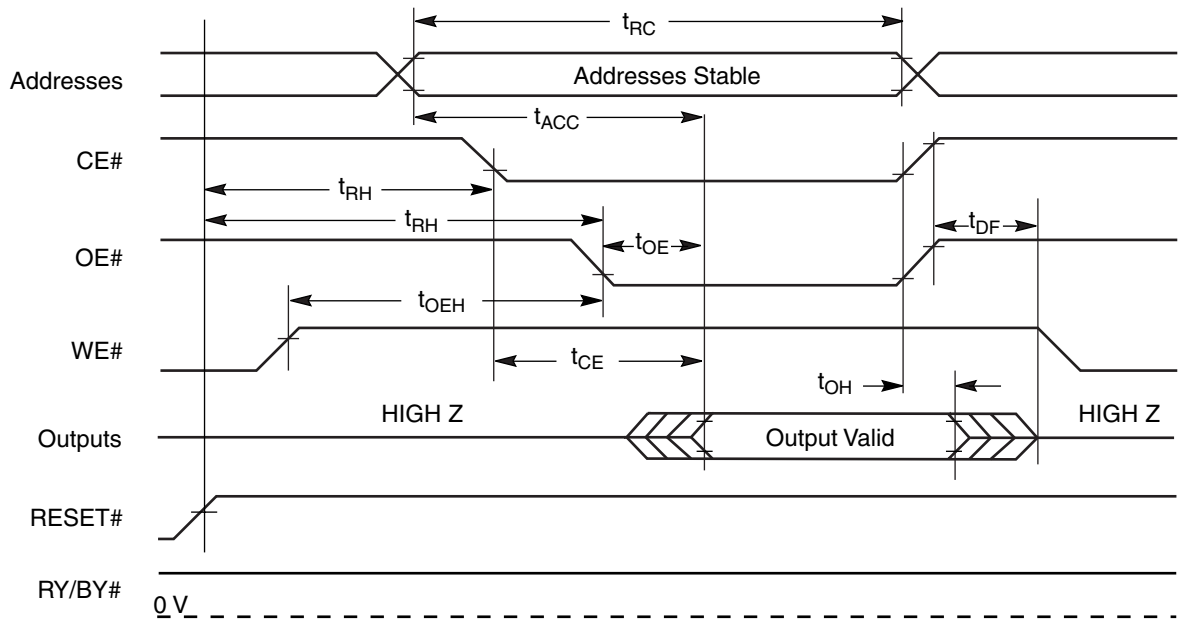 tRC
Addresses
Addresses Stable
tACC
CE#
tRH
tRH
tDF
OE#
tOE
tOEH
WE#
tCE
tOH
HIGH Z
HIGH Z
Outputs
Output Valid
RESET#
RY/BY#
0 V